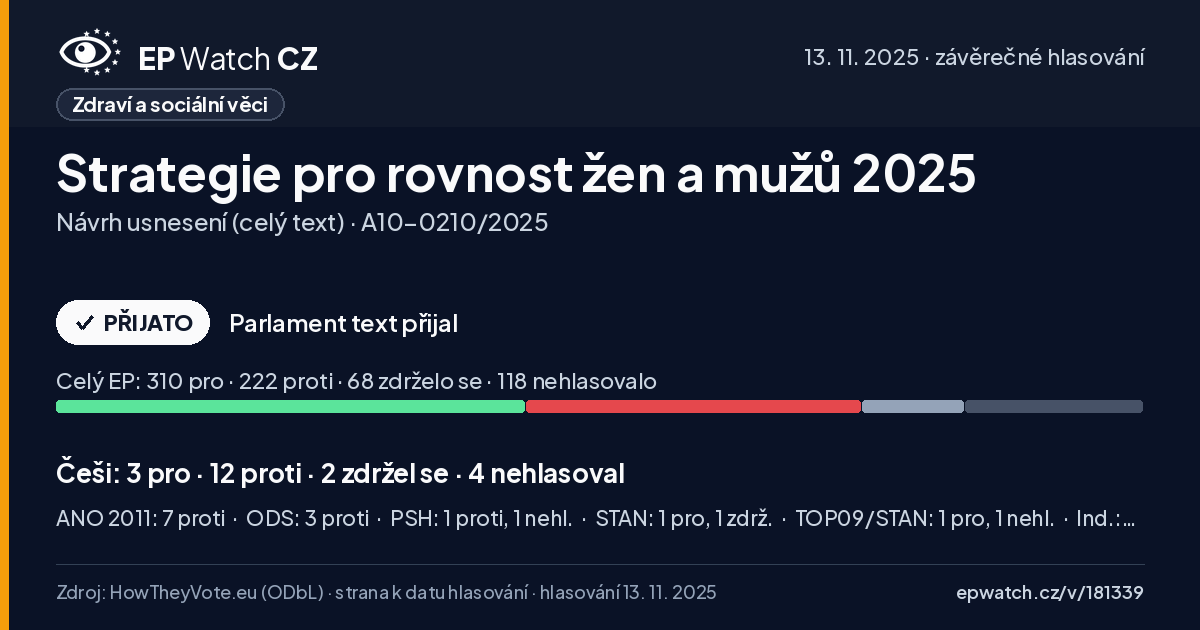 EP Watch CZ
13. 11. 2025 · závěrečné hlasování
Zdraví a sociální věci
Strategie pro rovnost žen a mužů 2025
Návrh usnesení (celý text) · A10–0210/2025
✓ PŘIJATO Parlament text přijal
Celý EP: 310 pro · 222 proti · 68 zdrželo se · 118 nehlasovalo
Češi: 3 pro · 12 proti · 2 zdržel se · 4 nehlasoval
ANO 2011: 7 proti · ODS: 3 proti · PSH: 1 proti, 1 nehl. · STAN: 1 pro, 1 zdrž. · TOP09/STAN: 1 pro, 1 nehl. · Ind.:…
Zdroj: HowTheyVote.eu (ODbL) · strana k datu hlasování · hlasování 13. 11. 2025
epwatch.cz/v/181339